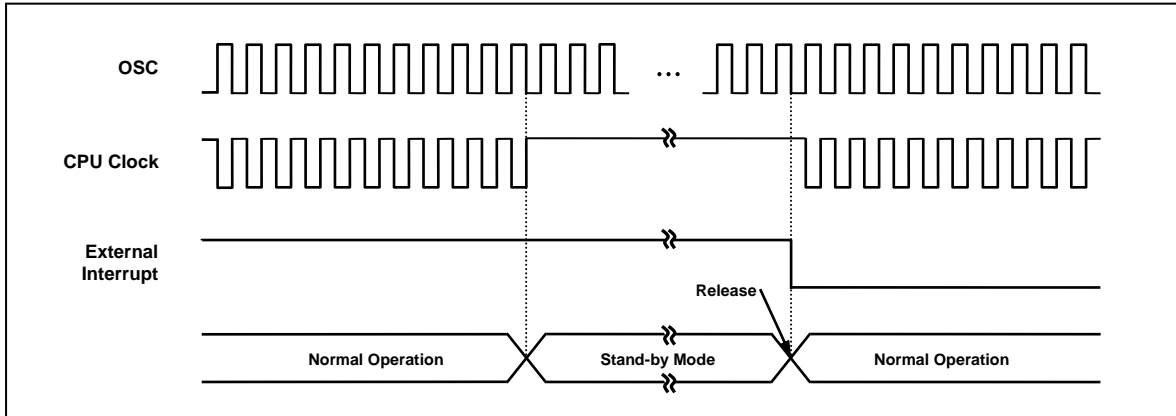 OSC
...
CPU Clock
External
Interrupt
Release
Normal Operation
Stand-by Mode
Normal Operation